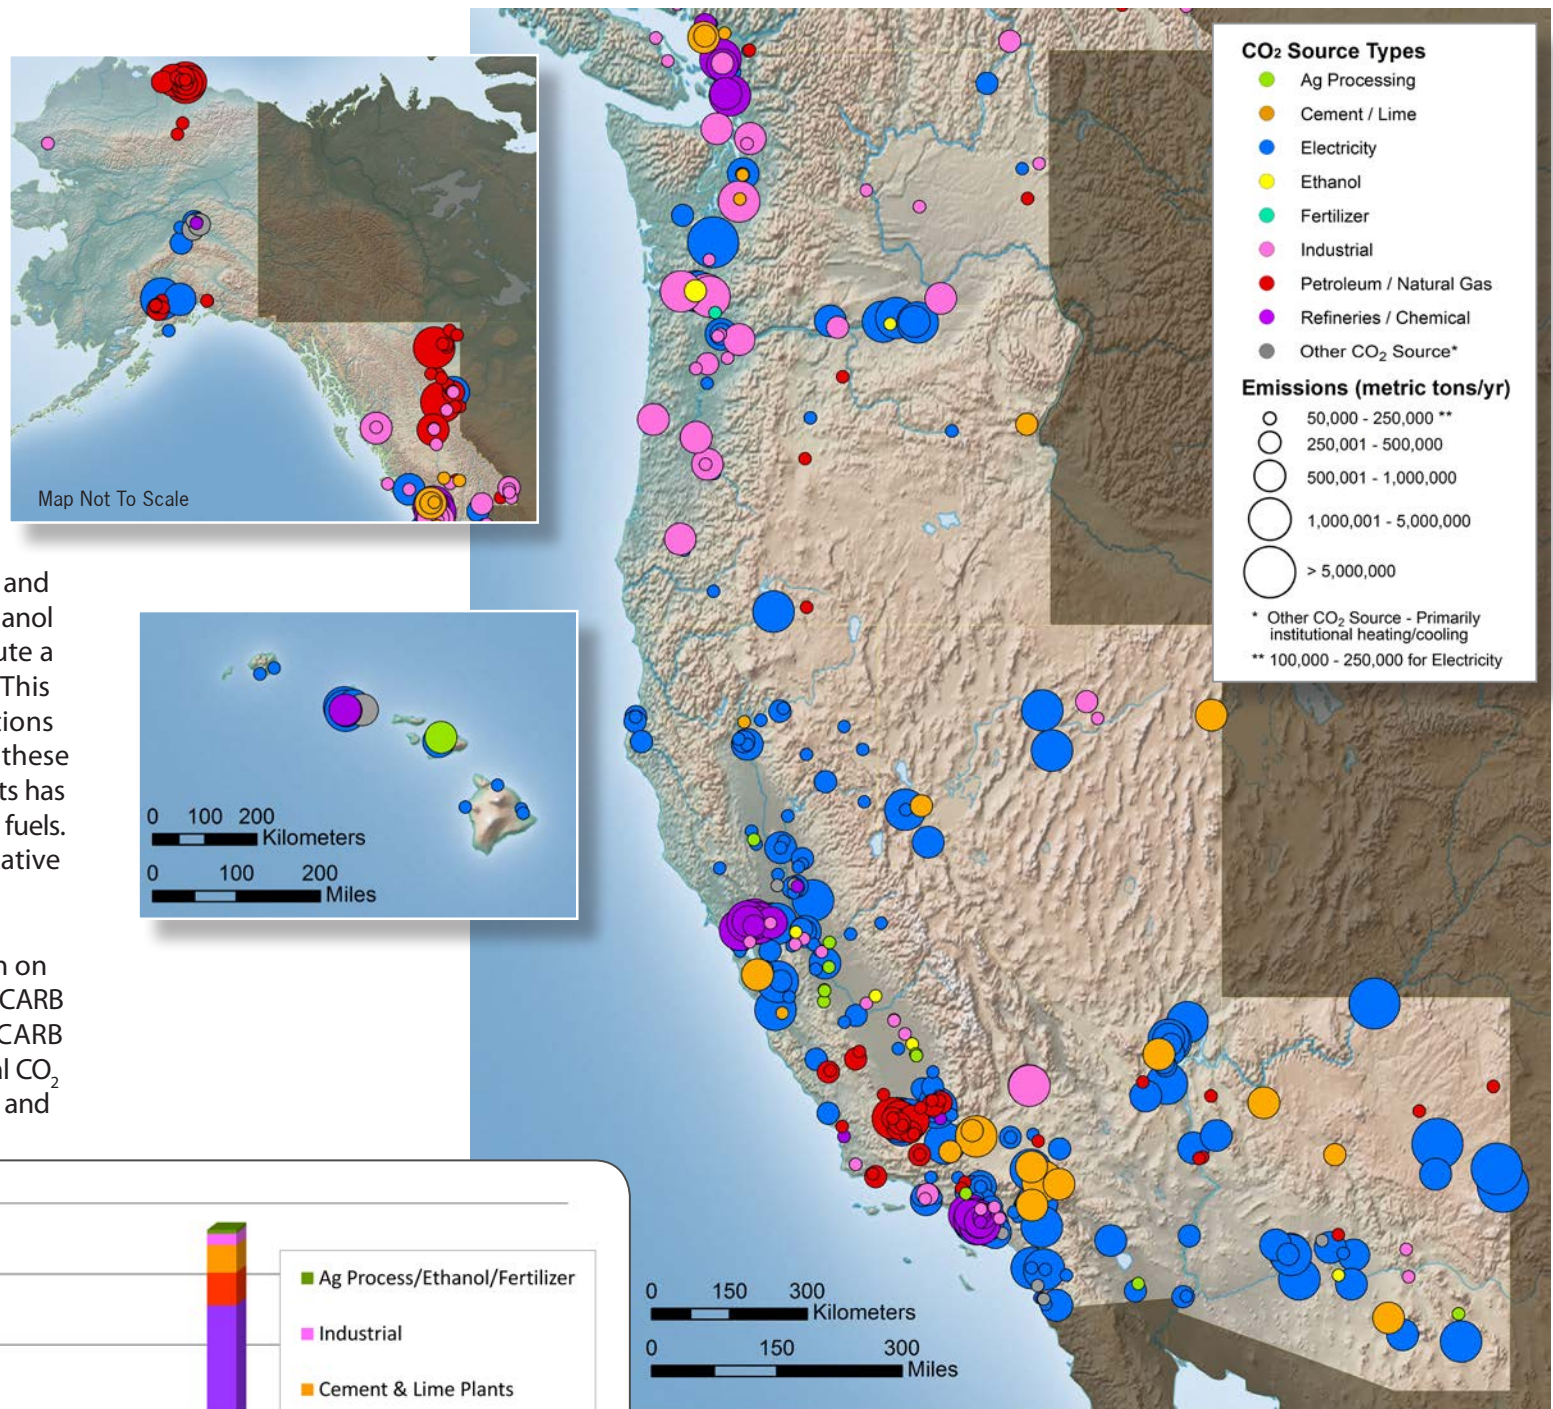 CO2 Source Types
Ag Processing
Cement / Lime
Electricity
Ethanol
Fertilizer
Industrial
Petroleum / Natural Gas
Refineries / Chemical
Other CO2 Source*
Emissions (metric tons/yr)
50,000 - 250,000 **
250,001 - 500,000
500,001 - 1,000,000
1,000,001 - 5,000,000
> 5,000,000
* Other CO2 Source - Primarily
institutional heating/cooling
** 100,000 - 250,000 for Electricity
Map Not To Scale
and
anol
ute a
This
tions
these
ts has
fuels.
ative
0 100 200
Kilometers
0 100 200
Miles
n on
CARB
CARB
al CO2
and
Ag Process/Ethanol/Fertilizer
Industrial
Cement & Lime Plants
0 150 300
Kilometers
0 150 300
Miles